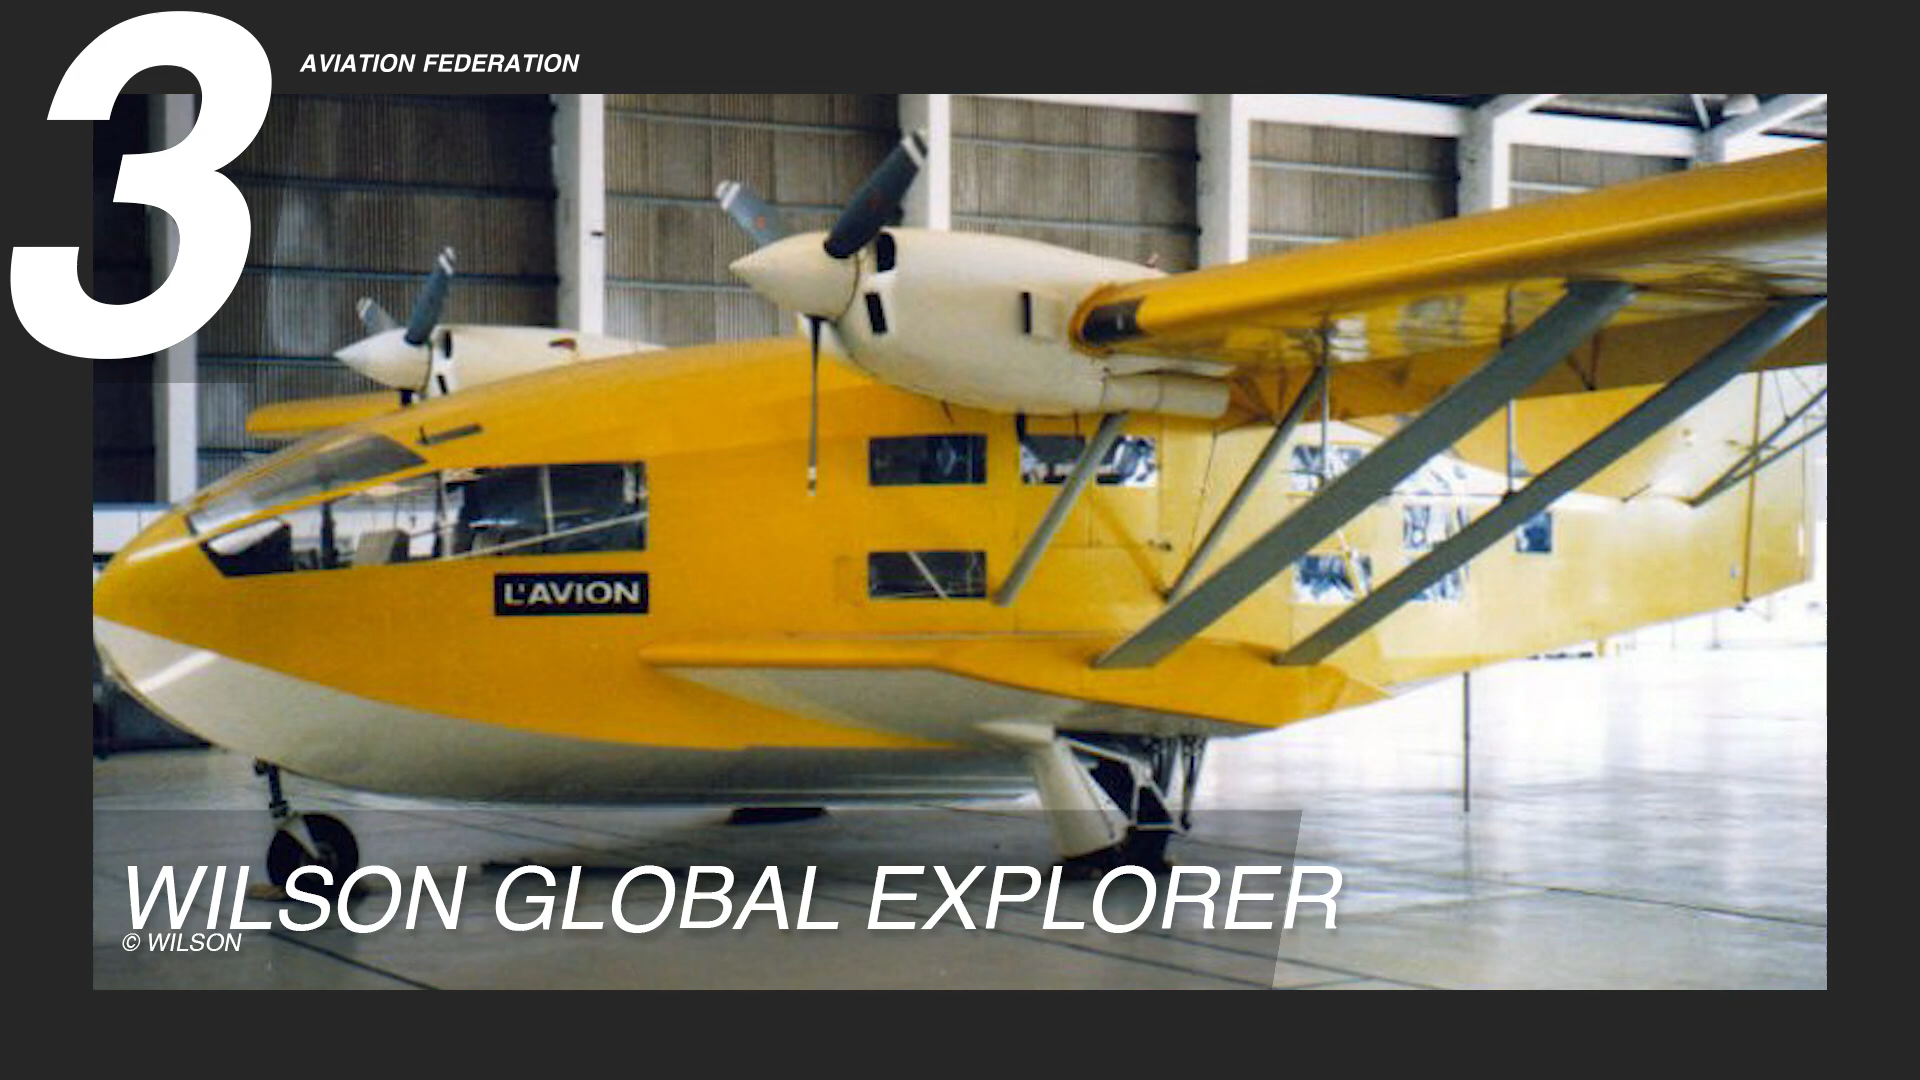 3
AVIATION FEDERATION
L'AVION
WILSON GLOBAL EXPLORER
© WILSON